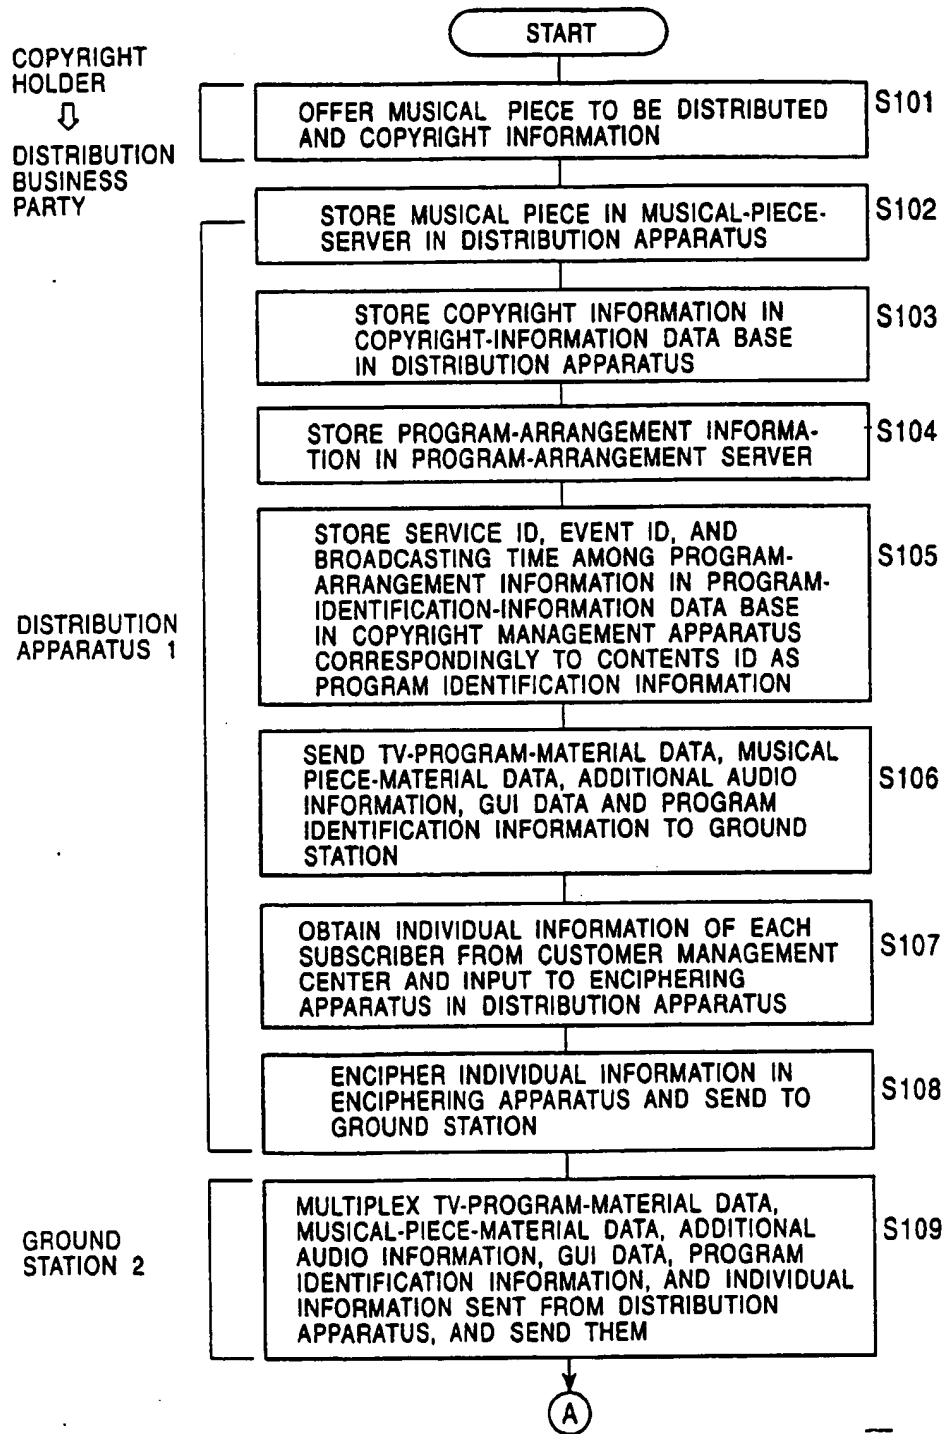 START
COPYRIGHT
HOLDER
⇩
DISTRIBUTION
BUSINESS
PARTY
OFFER MUSICAL PIECE TO BE DISTRIBUTED
AND COPYRIGHT INFORMATION
S101
STORE MUSICAL PIECE IN MUSICAL-PIECE-
SERVER IN DISTRIBUTION APPARATUS
S102
STORE COPYRIGHT INFORMATION IN
COPYRIGHT-INFORMATION DATA BASE
IN DISTRIBUTION APPARATUS
S103
STORE PROGRAM-ARRANGEMENT INFORMA-
TION IN PROGRAM-ARRANGEMENT SERVER
S104
DISTRIBUTION
APPARATUS 1
STORE SERVICE ID, EVENT ID, AND
BROADCASTING TIME AMONG PROGRAM-
ARRANGEMENT INFORMATION IN PROGRAM-
IDENTIFICATION-INFORMATION DATA BASE
IN COPYRIGHT MANAGEMENT APPARATUS
CORRESPONDINGLY TO CONTENTS ID AS
PROGRAM IDENTIFICATION INFORMATION
S105
SEND TV-PROGRAM-MATERIAL DATA, MUSICAL
PIECE-MATERIAL DATA, ADDITIONAL AUDIO
INFORMATION, GUI DATA AND PROGRAM
IDENTIFICATION INFORMATION TO GROUND
STATION
S106
OBTAIN INDIVIDUAL INFORMATION OF EACH
SUBSCRIBER FROM CUSTOMER MANAGEMENT
CENTER AND INPUT TO ENCIPHERING
APPARATUS IN DISTRIBUTION APPARATUS
S107
ENCIPHER INDIVIDUAL INFORMATION IN
ENCIPHERING APPARATUS AND SEND TO
GROUND STATION
S108
GROUND
STATION 2
MULTIPLEX TV-PROGRAM-MATERIAL DATA,
MUSICAL-PIECE-MATERIAL DATA, ADDITIONAL
AUDIO INFORMATION, GUI DATA, PROGRAM
IDENTIFICATION INFORMATION, AND INDIVIDUAL
INFORMATION SENT FROM DISTRIBUTION
APPARATUS, AND SEND THEM
S109
A